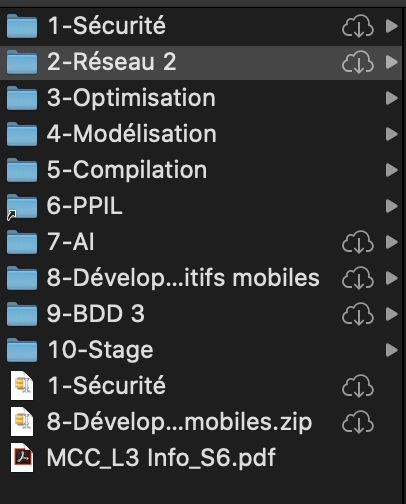 1-Sécurité
2-Réseau 2
3-Optimisation
4-Modélisation
5-Compilation
6-PPIL
7-AI
8-Dévelop...itifs mobiles
9-BDD 3
10-Stage
1-Sécurité
8-Dévelop...mobiles.zip
MCC_L3 Info_S6.pdf